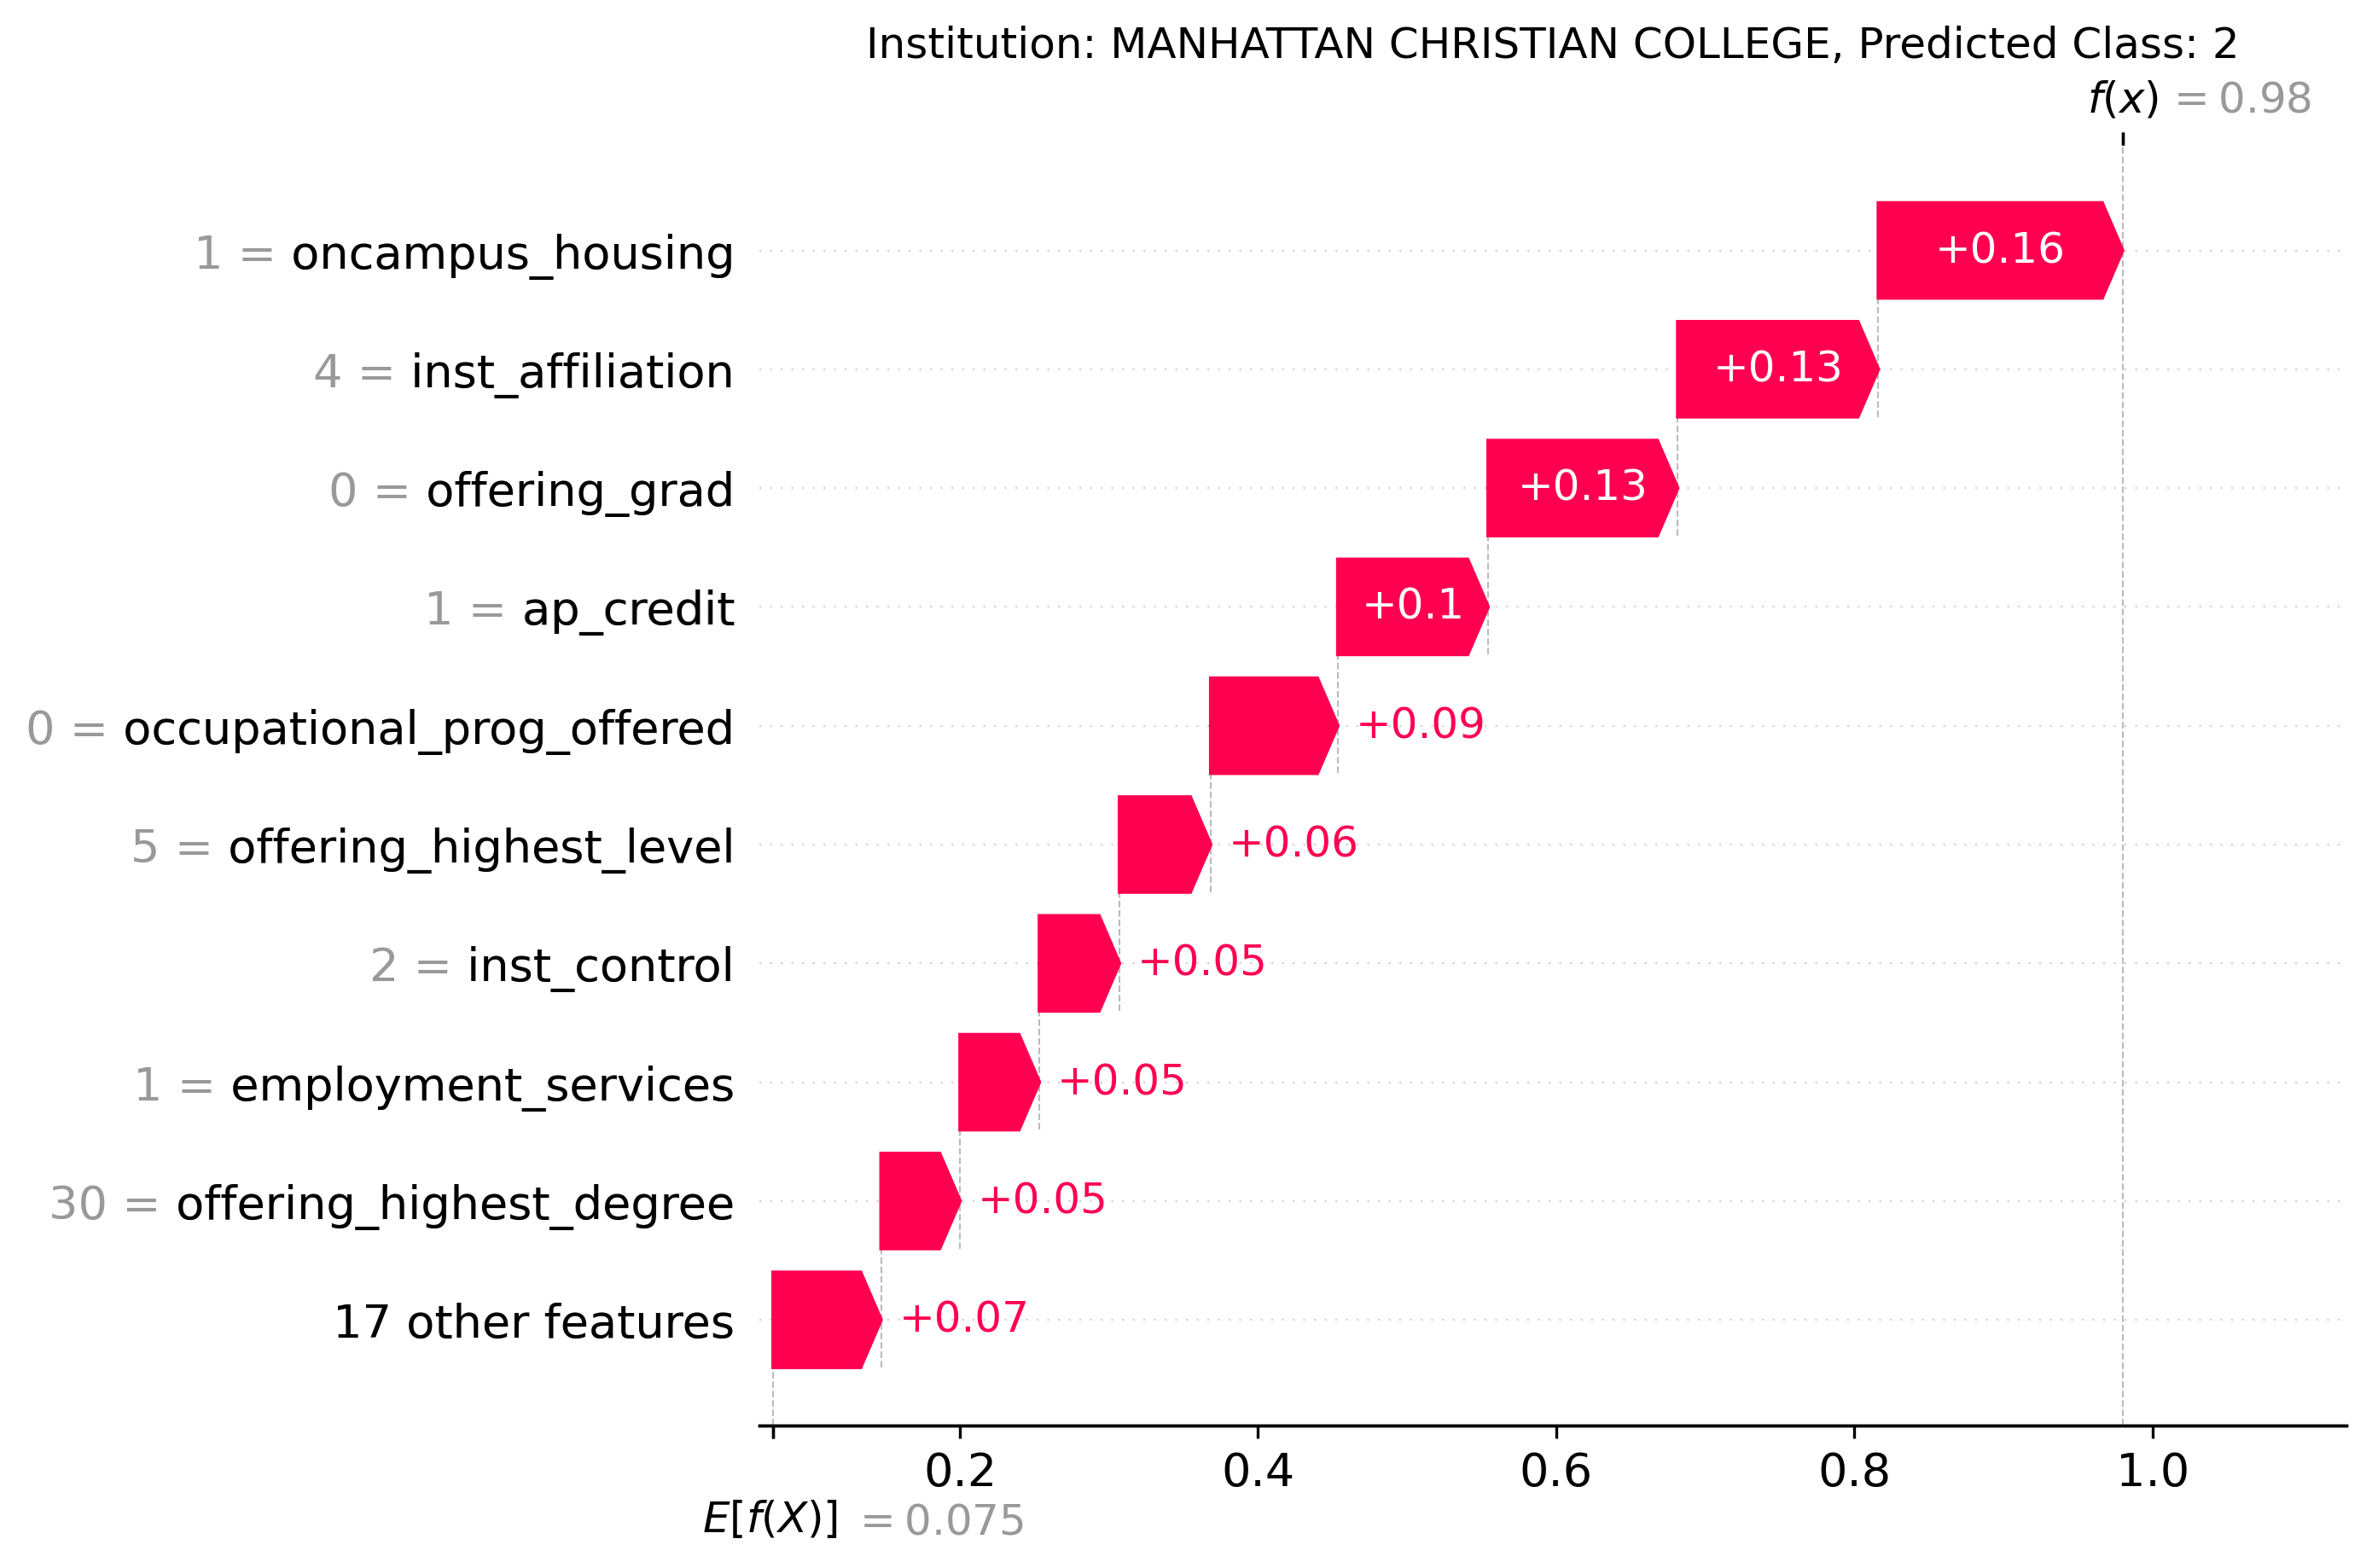 Institution: MANHATTAN CHRISTIAN COLLEGE, Predicted Class: 2
f(x) = 0.98
1 = oncampus_housing +0.16
4 = inst_affiliation +0.13
0 = offering_grad +0.13
1 = ap_credit +0.1
0 = occupational_prog_offered +0.09
5 = offering_highest_level +0.06
2 = inst_control +0.05
1 = employment_services +0.05
30 = offering_highest_degree +0.05
17 other features +0.07
0.2 0.4 0.6 0.8 1.0
E[f(X)] = 0.075